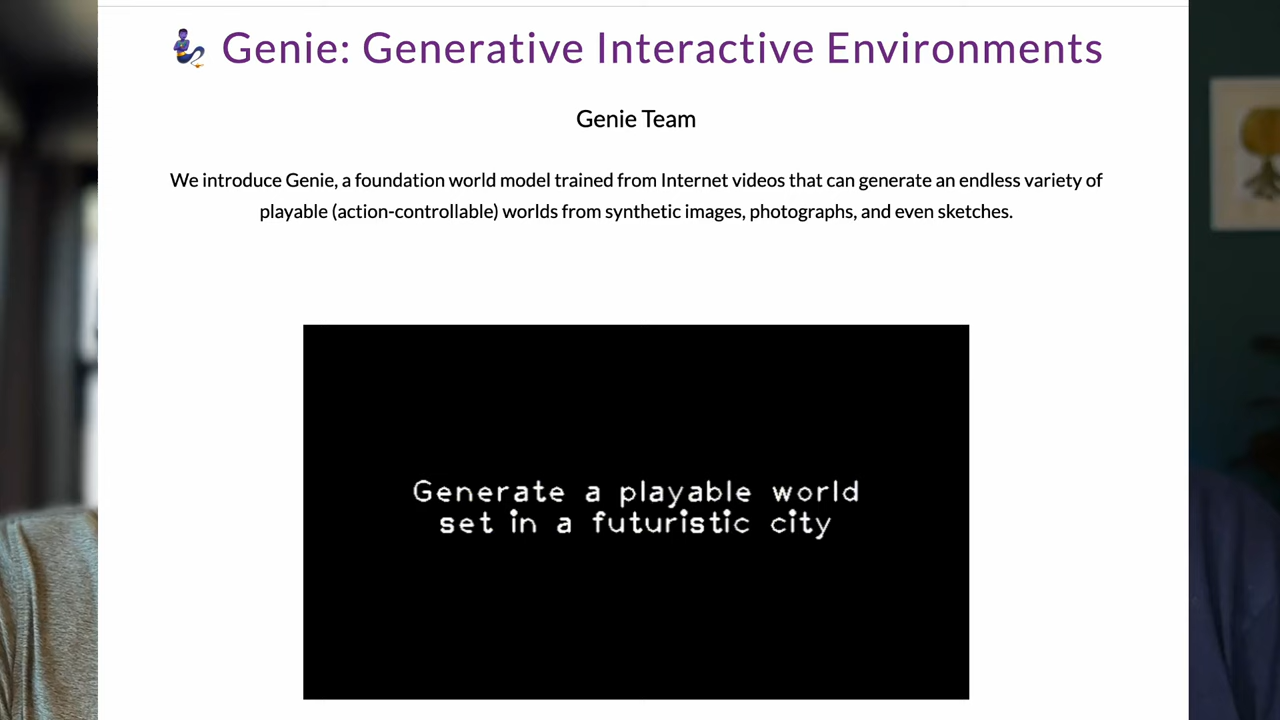 Genie: Generative Interactive Environments
Genie Team
We introduce Genie, a foundation world model trained from Internet videos that can generate an endless variety of
playable (action-controllable) worlds from synthetic images, photographs, and even sketches.
Generate a playable world
set in a futuristic city